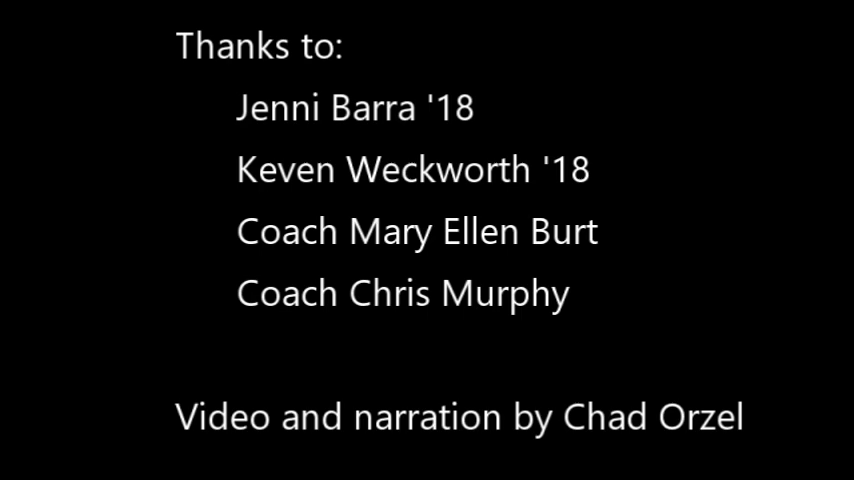 Thanks to:
Jenni Barra '18
Keven Weckworth '18
Coach Mary Ellen Burt
Coach Chris Murphy
Video and narration by Chad Orzel